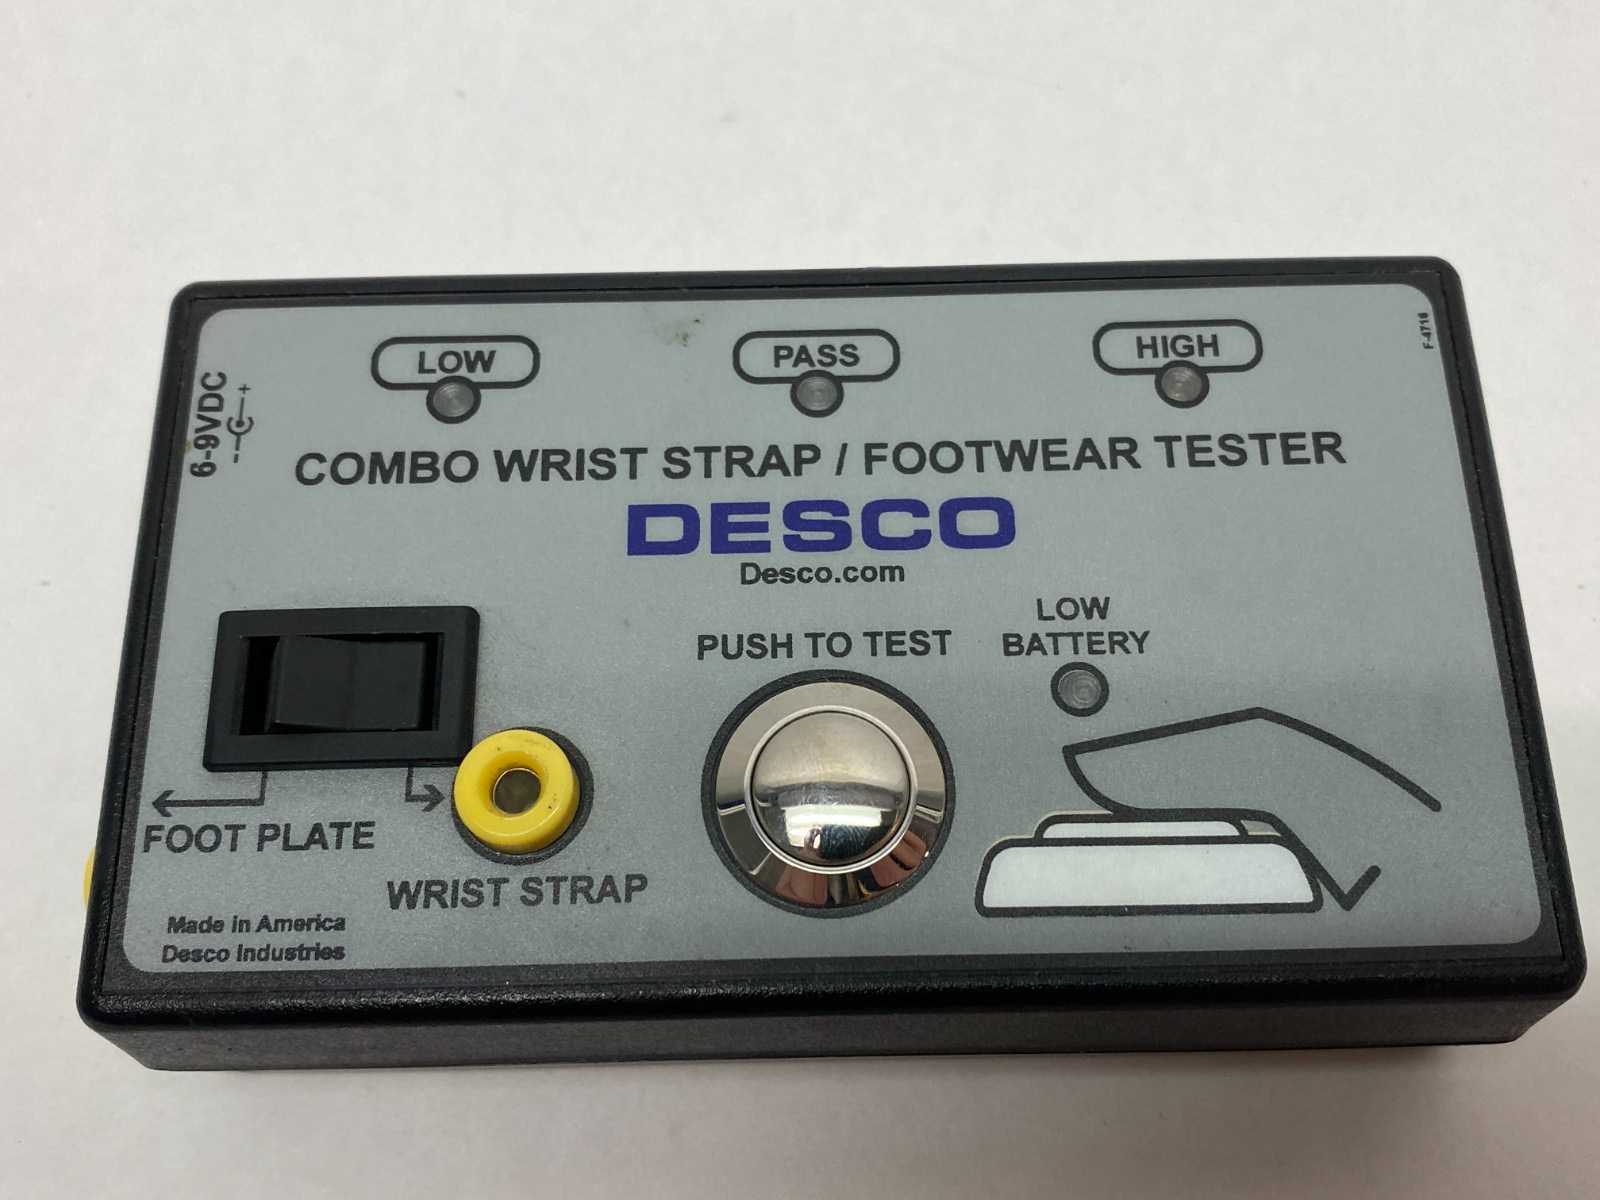 LOW
PASS
HIGH
F-4716
6-9VDC
- +
COMBO WRIST STRAP / FOOTWEAR TESTER
DESCO
Desco.com
PUSH TO TEST
LOW
BATTERY
FOOT PLATE
WRIST STRAP
Made in America
Desco Industries